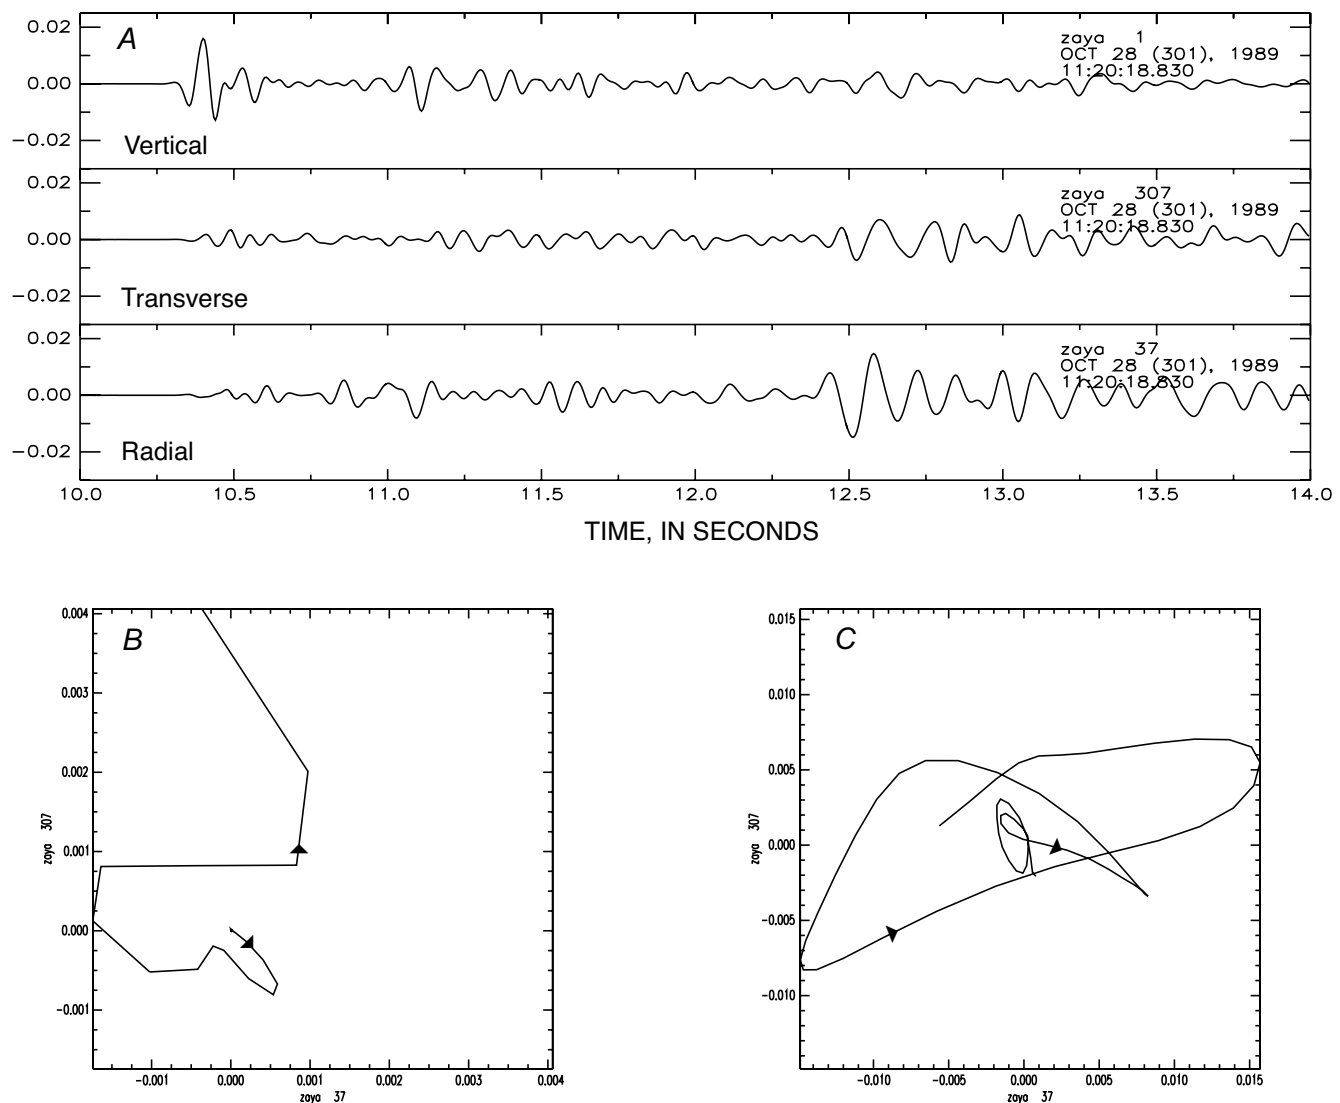 0.02
A
zaya 1
OCT 28 (301), 1989
11:20:18.830
0.00
−0.02
Vertical
0.02
zaya 307
OCT 28 (301), 1989
11:20:18.830
0.00
−0.02
Transverse
0.02
zaya 37
OCT 28 (301), 1989
11:20:18.830
0.00
−0.02
Radial
10.0 10.5 11.0 11.5 12.0 12.5 13.0 13.5 14.0
TIME, IN SECONDS
B
0.004
0.003
0.002
0.001
0.000
−0.001
zaya 307
−0.001 0.000 0.001 0.002 0.003 0.004
zaya 37
C
0.015
0.010
0.005
0.000
−0.005
−0.010
zaya 307
−0.010 −0.005 0.000 0.005 0.010 0.015
zaya 37